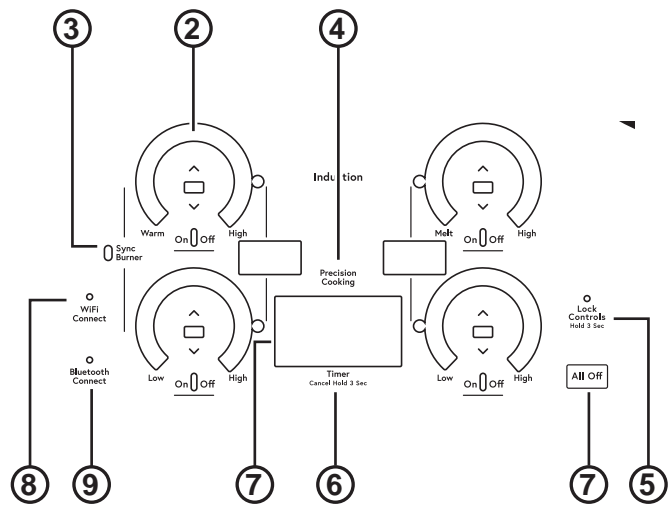 3
2
4
Induction
Warm
High
On Off
Melt
High
On Off
Sync
Burner
Precision
Cooking
WiFi
Connect
Lock
Controls
Hold 3 Sec
Bluetooth
Connect
Low
High
On Off
Timer
Cancel Hold 3 Sec
Low
High
On Off
All Off
8
9
7
6
7
5